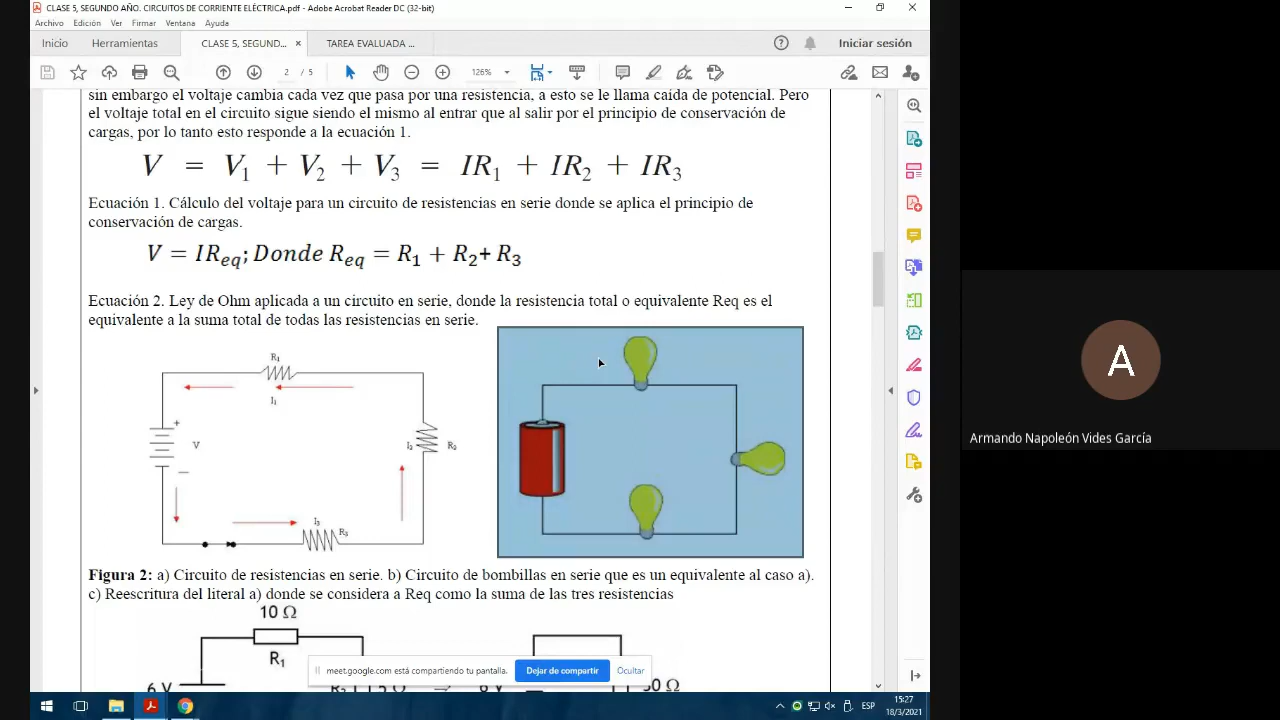 CLASE 5, SEGUNDO AÑO. CIRCUITOS DE CORRIENTE ELÉCTRICA.pdf - Adobe Acrobat Reader DC (32-bit)
Archivo Edición Ver Firmar Ventana Ayuda
Inicio Herramientas CLASE 5, SEGUND... × TAREA EVALUADA ... Iniciar sesión
2 / 5 126%
sin embargo el voltaje cambia cada vez que pasa por una resistencia, a esto se le llama caída de potencial. Pero
el voltaje total en el circuito sigue siendo el mismo al entrar que al salir por el principio de conservación de
cargas, por lo tanto esto responde a la ecuación 1.
V = V₁ + V₂ + V₃ = IR₁ + IR₂ + IR₃
Ecuación 1. Cálculo del voltaje para un circuito de resistencias en serie donde se aplica el principio de
conservación de cargas.
V = IReq; Donde Req = R₁ + R₂+ R₃
Ecuación 2. Ley de Ohm aplicada a un circuito en serie, donde la resistencia total o equivalente Req es el
equivalente a la suma total de todas las resistencias en serie.
R₁
I₁
+
V
I₂ R₂
−
I₃
R₃
Figura 2: a) Circuito de resistencias en serie. b) Circuito de bombillas en serie que es un equivalente al caso a).
c) Reescritura del literal a) donde se considera a Req como la suma de las tres resistencias
10 Ω
R₁
6 V
meet.google.com está compartiendo tu pantalla. Dejar de compartir Ocultar
A
Armando Napoleón Vides García
ESP
15:27
18/3/2021